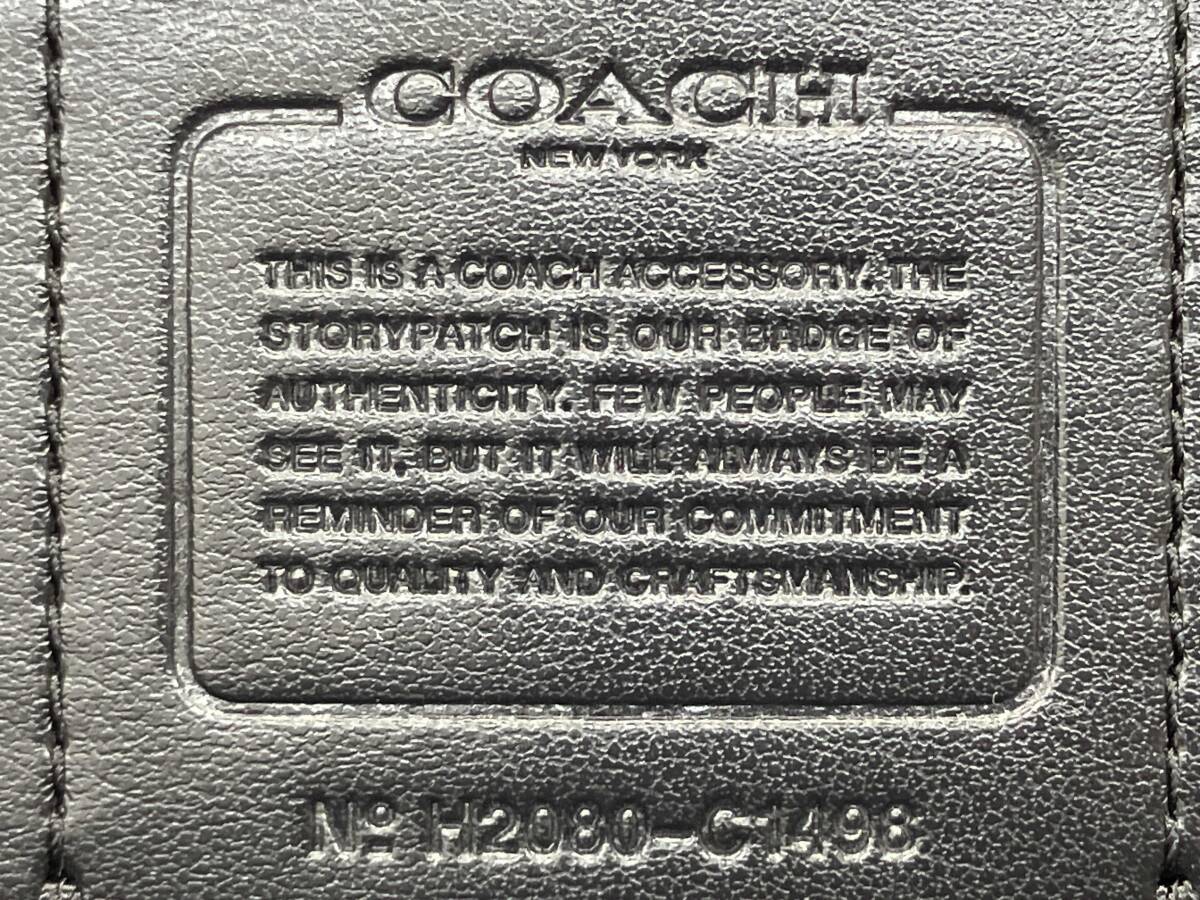 COACH
NEW YORK
THIS IS A COACH ACCESSORY. THE
STORYPATCH IS OUR BADGE OF
AUTHENTICITY. FEW PEOPLE MAY
SEE IT, BUT IT WILL ALWAYS BE A
REMINDER OF OUR COMMITMENT
TO QUALITY AND CRAFTSMANSHIP.
Nº H2080-C1498